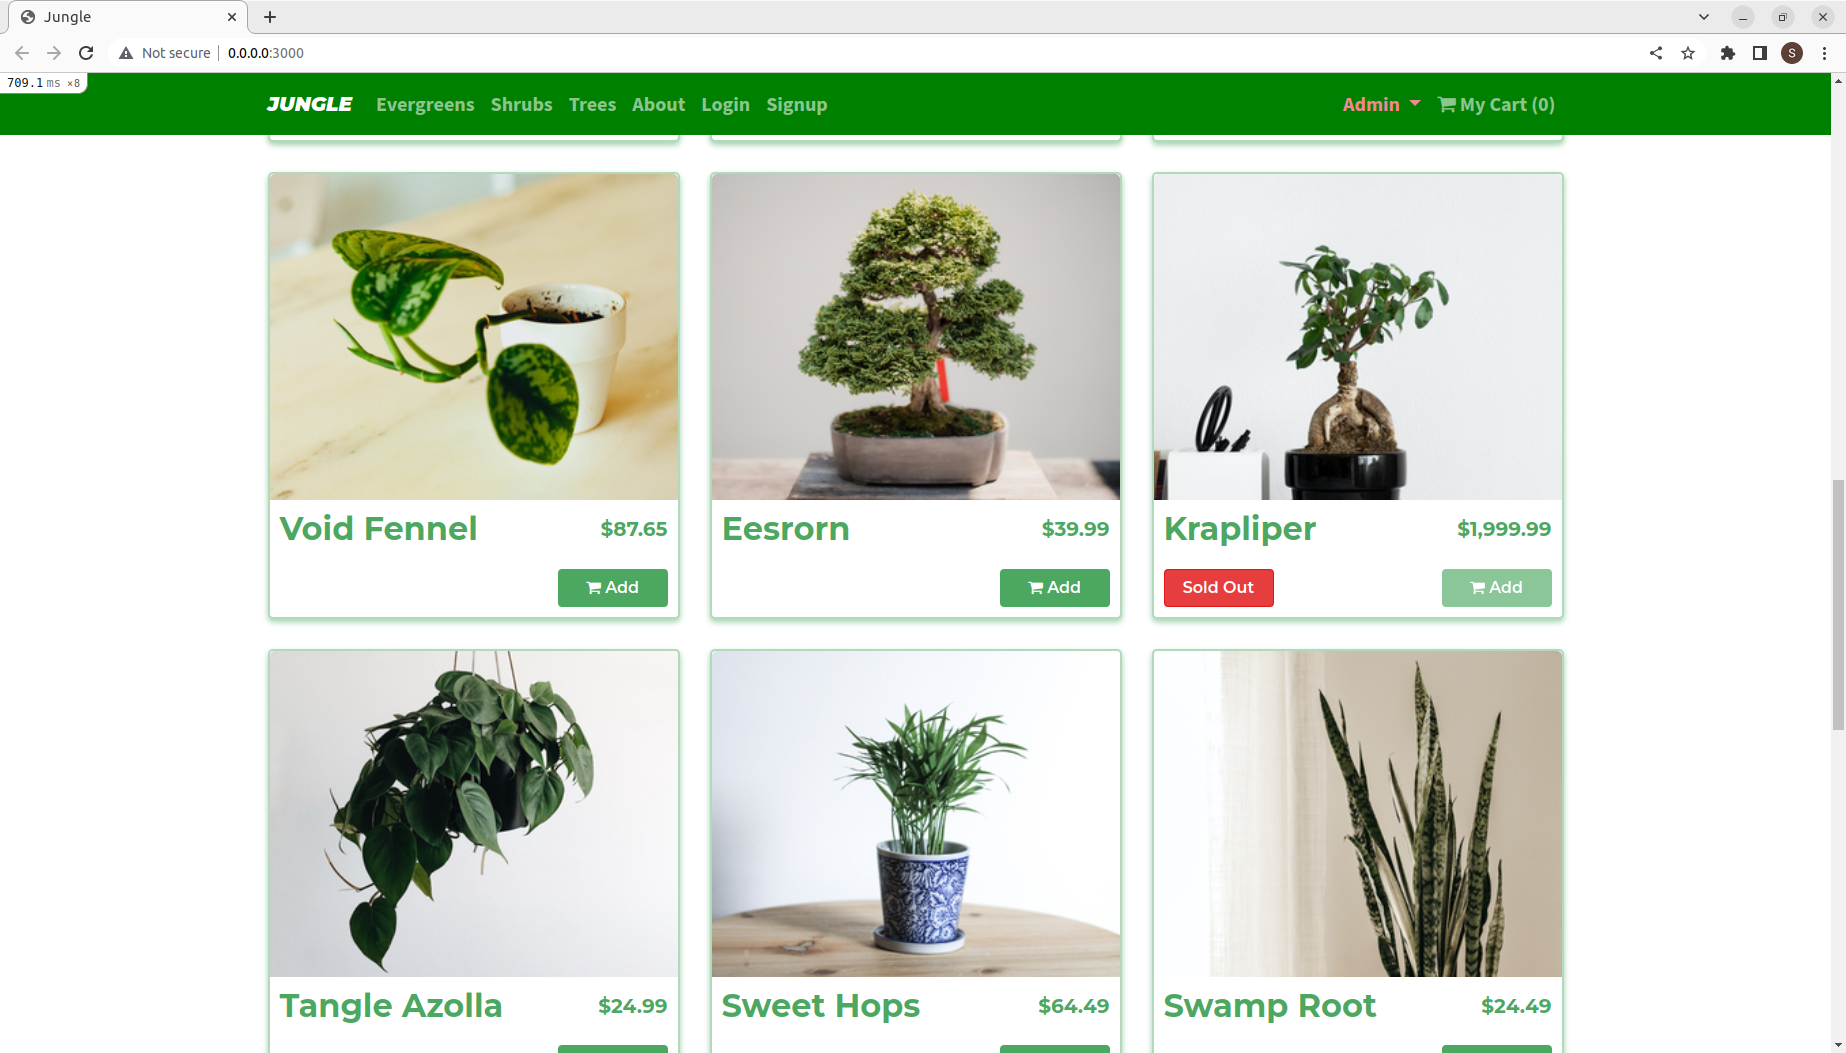 Jungle
Not secure 0.0.0.0:3000 S
709.1 ms ×8
JUNGLE Evergreens Shrubs Trees About Login Signup Admin My Cart (0)
Void Fennel $87.65
Add
Eesrorn $39.99
Add
Krapliper $1,999.99
Sold Out Add
Tangle Azolla $24.99
Sweet Hops $64.49
Swamp Root $24.49